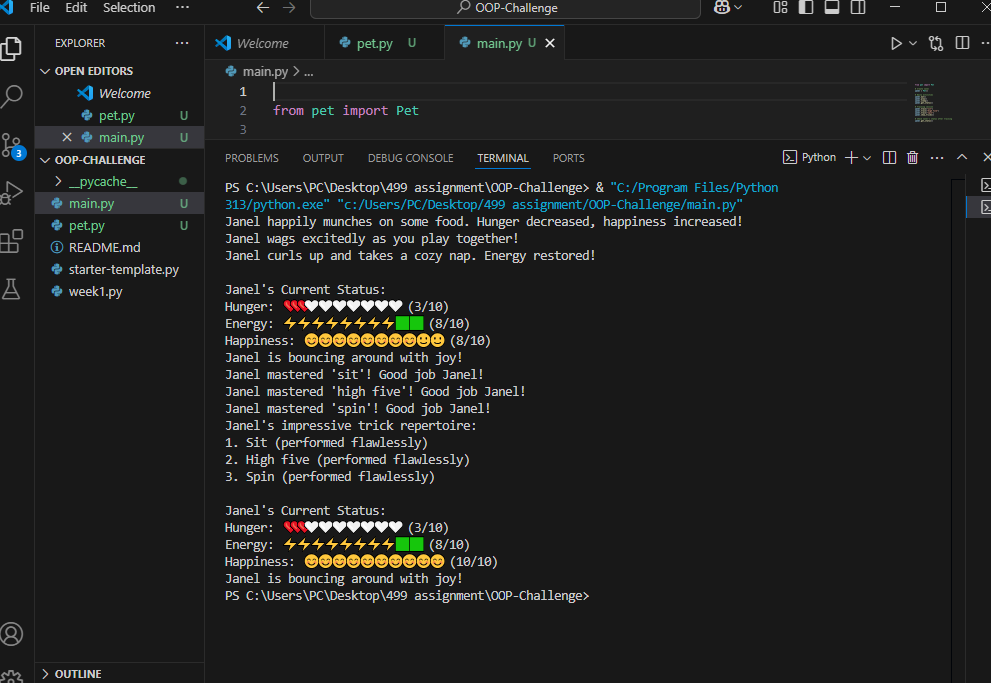 File Edit Selection ··· OOP-Challenge
EXPLORER ···
OPEN EDITORS
Welcome
pet.py U
main.py U
OOP-CHALLENGE
__pycache__
main.py U
pet.py U
README.md
starter-template.py
week1.py
OUTLINE
3
Welcome pet.py U main.py U
main.py > ...
1
2 from pet import Pet
3
PROBLEMS OUTPUT DEBUG CONSOLE TERMINAL PORTS Python
PS C:\Users\PC\Desktop\499 assignment\OOP-Challenge> & "C:/Program Files/Python
313/python.exe" "c:/Users/PC/Desktop/499 assignment/OOP-Challenge/main.py"
Janel happily munches on some food. Hunger decreased, happiness increased!
Janel wags excitedly as you play together!
Janel curls up and takes a cozy nap. Energy restored!
Janel's Current Status:
Hunger: 💔💔💔🤍🤍🤍🤍🤍🤍🤍 (3/10)
Energy: ⚡⚡⚡⚡⚡⚡⚡⚡🟩🟩 (8/10)
Happiness: 😊😊😊😊😊😊😊😊😐😐 (8/10)
Janel is bouncing around with joy!
Janel mastered 'sit'! Good job Janel!
Janel mastered 'high five'! Good job Janel!
Janel mastered 'spin'! Good job Janel!
Janel's impressive trick repertoire:
1. Sit (performed flawlessly)
2. High five (performed flawlessly)
3. Spin (performed flawlessly)
Janel's Current Status:
Hunger: 💔💔💔🤍🤍🤍🤍🤍🤍🤍 (3/10)
Energy: ⚡⚡⚡⚡⚡⚡⚡⚡🟩🟩 (8/10)
Happiness: 😊😊😊😊😊😊😊😊😊😊 (10/10)
Janel is bouncing around with joy!
PS C:\Users\PC\Desktop\499 assignment\OOP-Challenge>